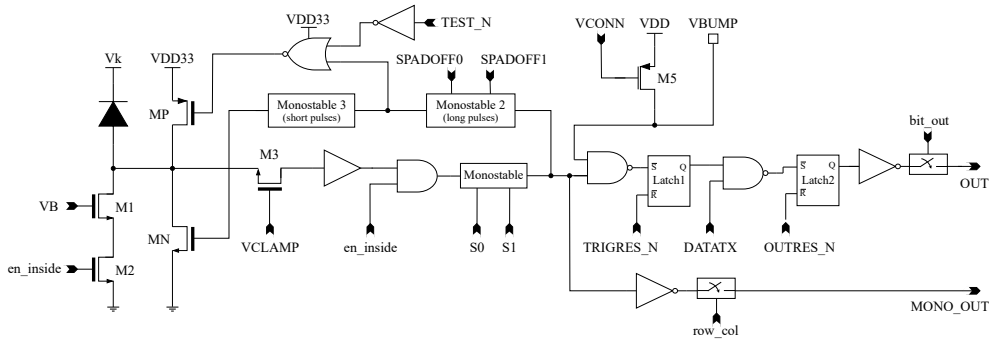 VDD33
TEST_N
VCONN
VDD
VBUMP
Vk
VDD33
SPADOFF0
SPADOFF1
M5
MP
Monostable 3
(short pulses)
Monostable 2
(long pulses)
bit_out
M3
S
Q
Latch1
R
S
Q
Latch2
R
Monostable
OUT
VB
M1
MN
VCLAMP
en_inside
S0
S1
TRIGRES_N
DATATX
OUTRES_N
en_inside
M2
MONO_OUT
row_col